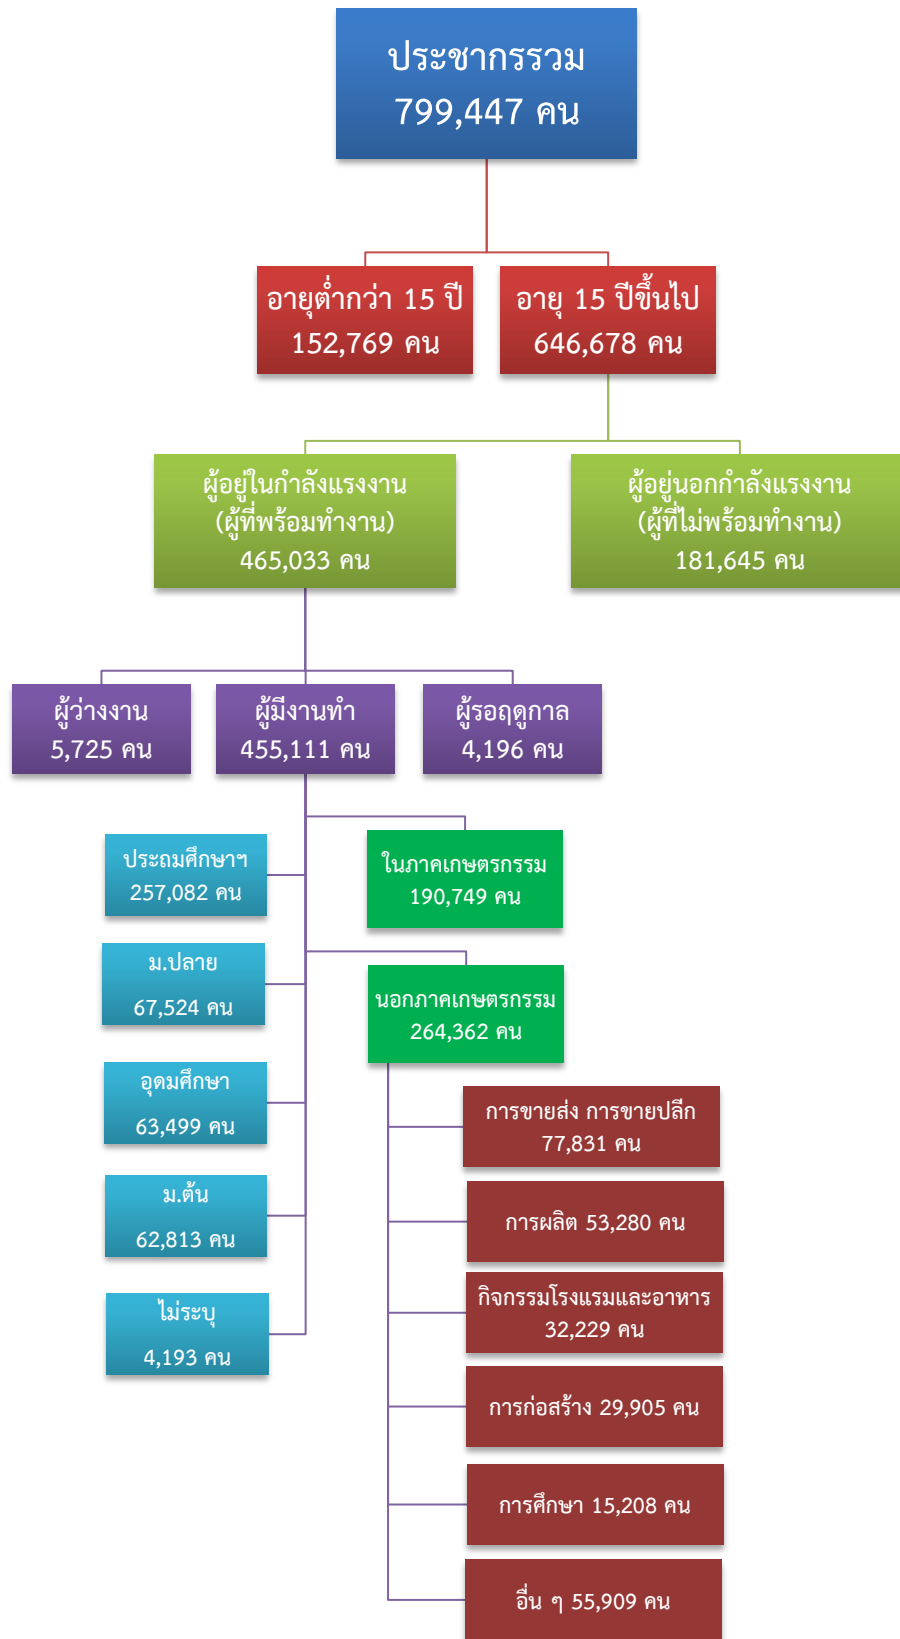 ประชากรรวม
799,447 คน
อายุต่ำกว่า 15 ปี
152,769 คน
อายุ 15 ปีขึ้นไป
646,678 คน
ผู้อยู่ในกำลังแรงงาน
(ผู้ที่พร้อมทำงาน)
465,033 คน
ผู้อยู่นอกกำลังแรงงาน
(ผู้ที่ไม่พร้อมทำงาน)
181,645 คน
ผู้ว่างงาน
5,725 คน
ผู้มีงานทำ
455,111 คน
ผู้รอฤดูกาล
4,196 คน
ประถมศึกษาฯ
257,082 คน
ม.ปลาย
67,524 คน
อุดมศึกษา
63,499 คน
ม.ต้น
62,813 คน
ไม่ระบุ
4,193 คน
ในภาคเกษตรกรรม
190,749 คน
นอกภาคเกษตรกรรม
264,362 คน
การขายส่ง การขายปลีก
77,831 คน
การผลิต 53,280 คน
กิจกรรมโรงแรมและอาหาร
32,229 คน
การก่อสร้าง 29,905 คน
การศึกษา 15,208 คน
อื่น ๆ 55,909 คน